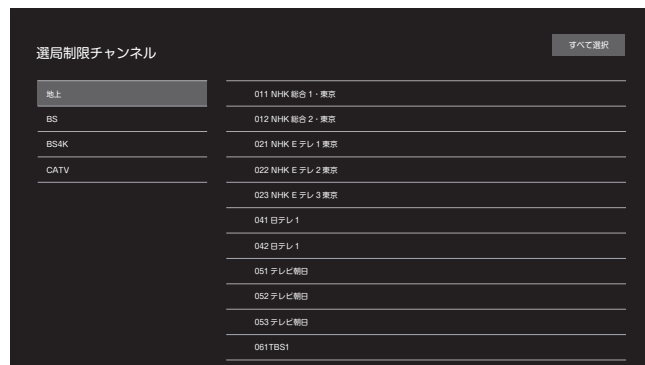 選局制限チャンネル
すべて選択
地上
BS
BS4K
CATV
011 NHK 総合 1・東京
012 NHK 総合 2・東京
021 NHK E テレ 1 東京
022 NHK E テレ 2 東京
023 NHK E テレ 3 東京
041 日テレ 1
042 日テレ 1
051 テレビ朝日
052 テレビ朝日
053 テレビ朝日
061TBS1